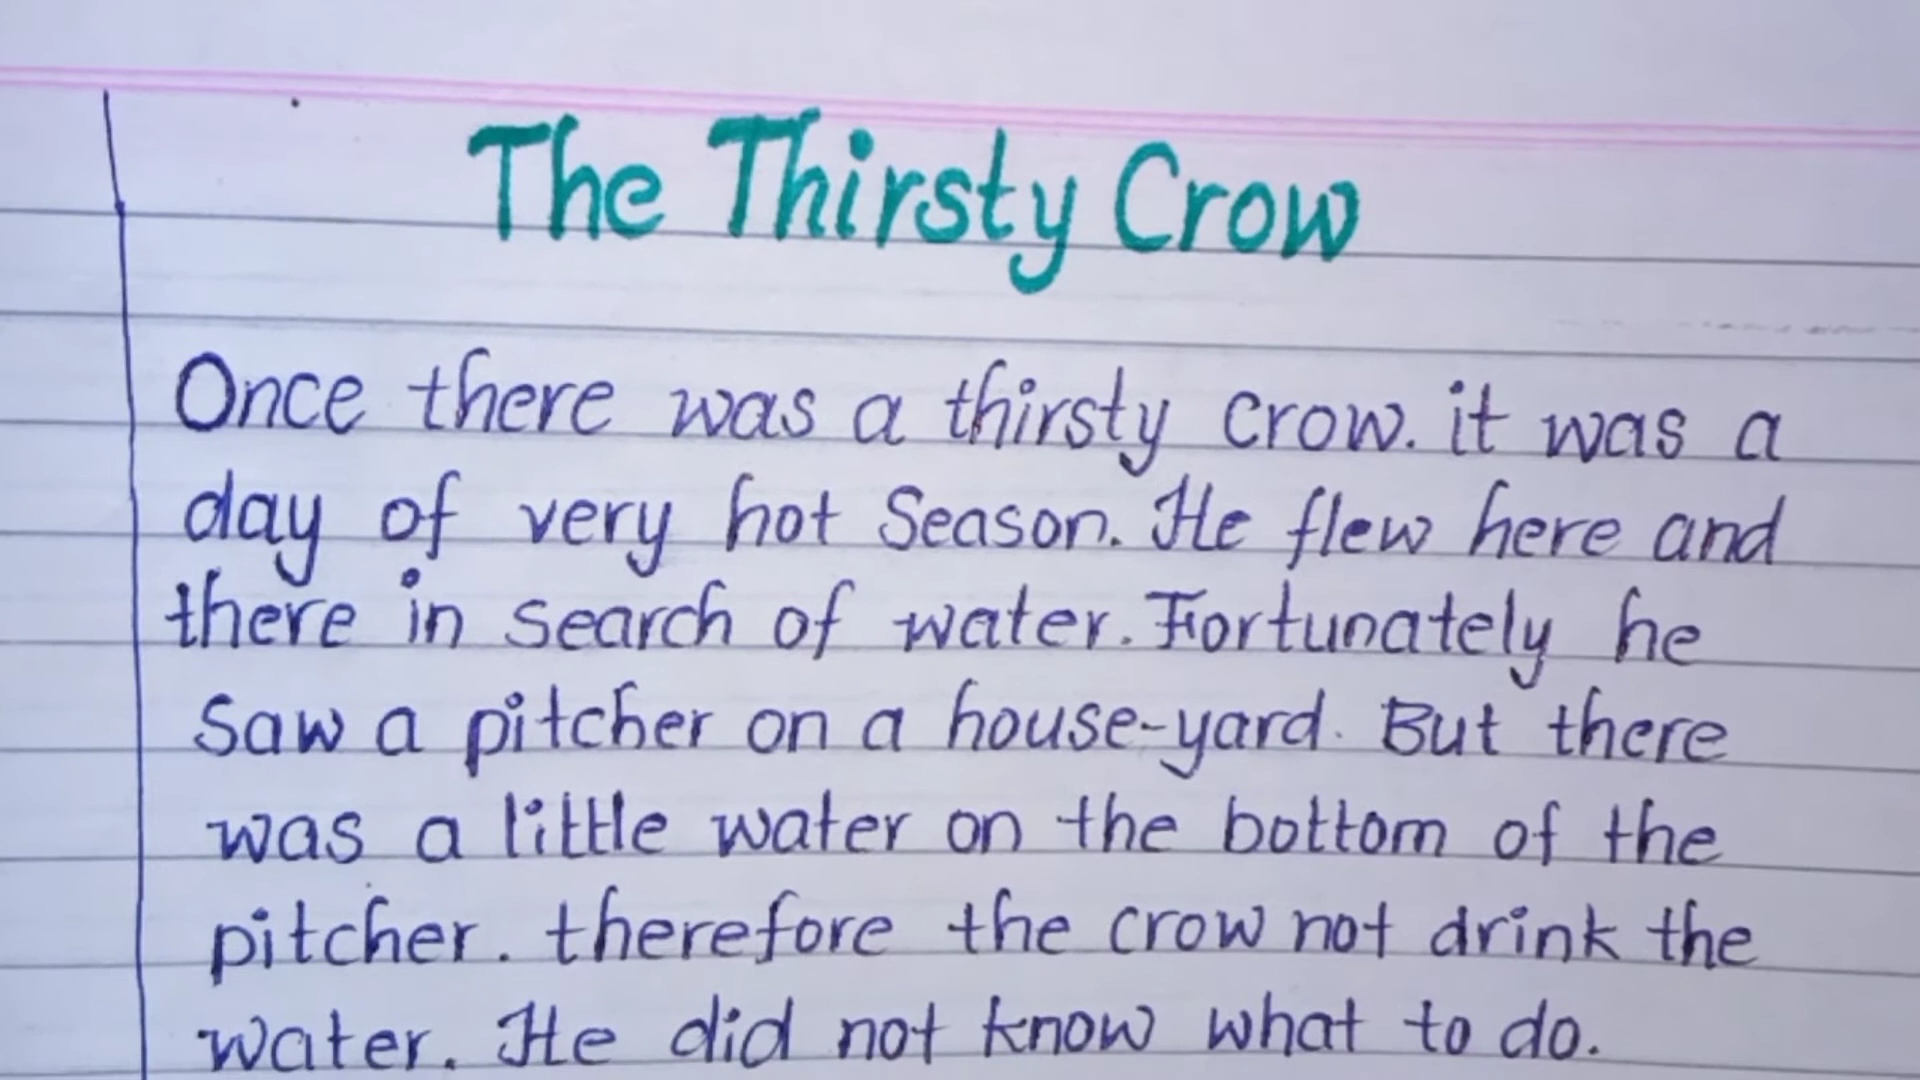 The Thirsty Crow
Once there was a thirsty crow. it was a
day of very hot Season. He flew here and
there in search of water. Fortunately he
Saw a pitcher on a house-yard. But there
was a little water on the bottom of the
pitcher. therefore the crow not drink the
water. He did not know what to do.